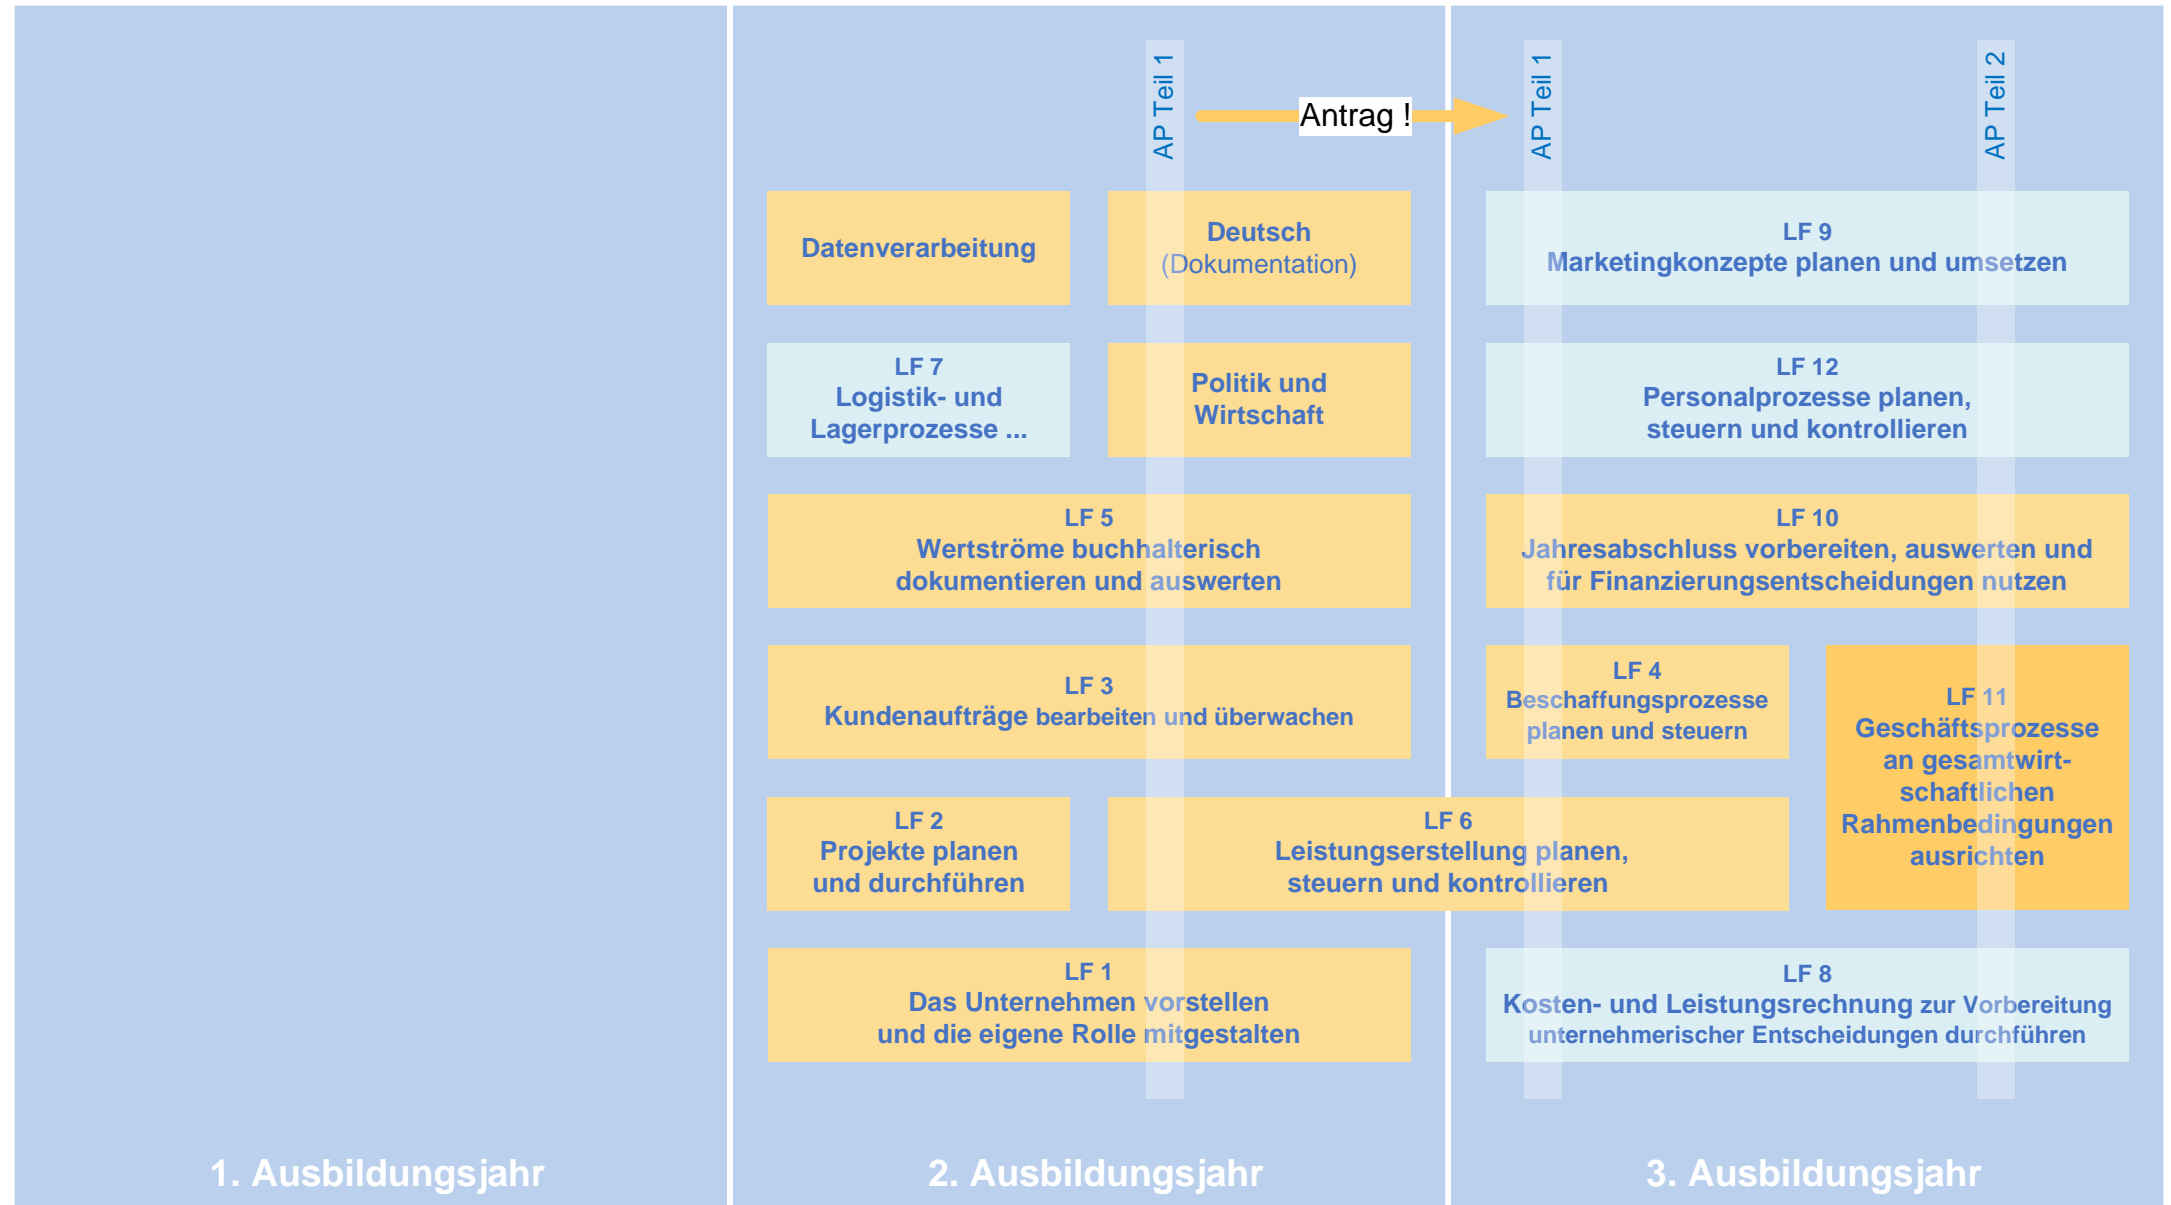 AP Teil 1
Antrag !
AP Teil 1
AP Teil 2
Datenverarbeitung
Deutsch
(Dokumentation)
LF 9
Marketingkonzepte planen und umsetzen
LF 7
Logistik- und
Lagerprozesse ...
Politik und
Wirtschaft
LF 12
Personalprozesse planen,
steuern und kontrollieren
LF 5
Wertströme buchhalterisch
dokumentieren und auswerten
LF 10
Jahresabschluss vorbereiten, auswerten und
für Finanzierungsentscheidungen nutzen
LF 3
Kundenaufträge bearbeiten und überwachen
LF 4
Beschaffungsprozesse
planen und steuern
LF 11
Geschäftsprozesse
an gesamtwirt-
schaftlichen
Rahmenbedingungen
ausrichten
LF 2
Projekte planen
und durchführen
LF 6
Leistungserstellung planen,
steuern und kontrollieren
LF 1
Das Unternehmen vorstellen
und die eigene Rolle mitgestalten
LF 8
Kosten- und Leistungsrechnung zur Vorbereitung
unternehmerischer Entscheidungen durchführen
1. Ausbildungsjahr
2. Ausbildungsjahr
3. Ausbildungsjahr